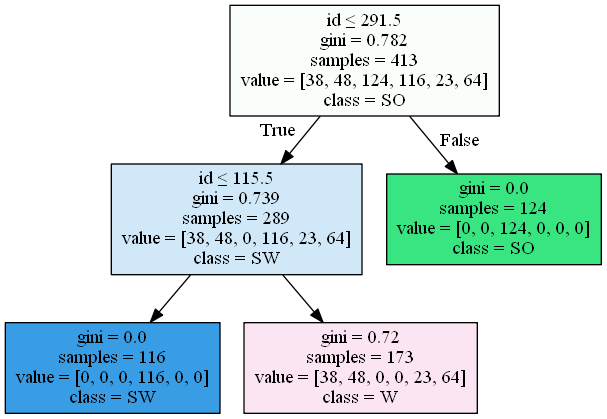 id ≤ 291.5
gini = 0.782
samples = 413
value = [38, 48, 124, 116, 23, 64]
class = SO
True
False
id ≤ 115.5
gini = 0.739
samples = 289
value = [38, 48, 0, 116, 23, 64]
class = SW
gini = 0.0
samples = 124
value = [0, 0, 124, 0, 0, 0]
class = SO
gini = 0.0
samples = 116
value = [0, 0, 0, 116, 0, 0]
class = SW
gini = 0.72
samples = 173
value = [38, 48, 0, 0, 23, 64]
class = W